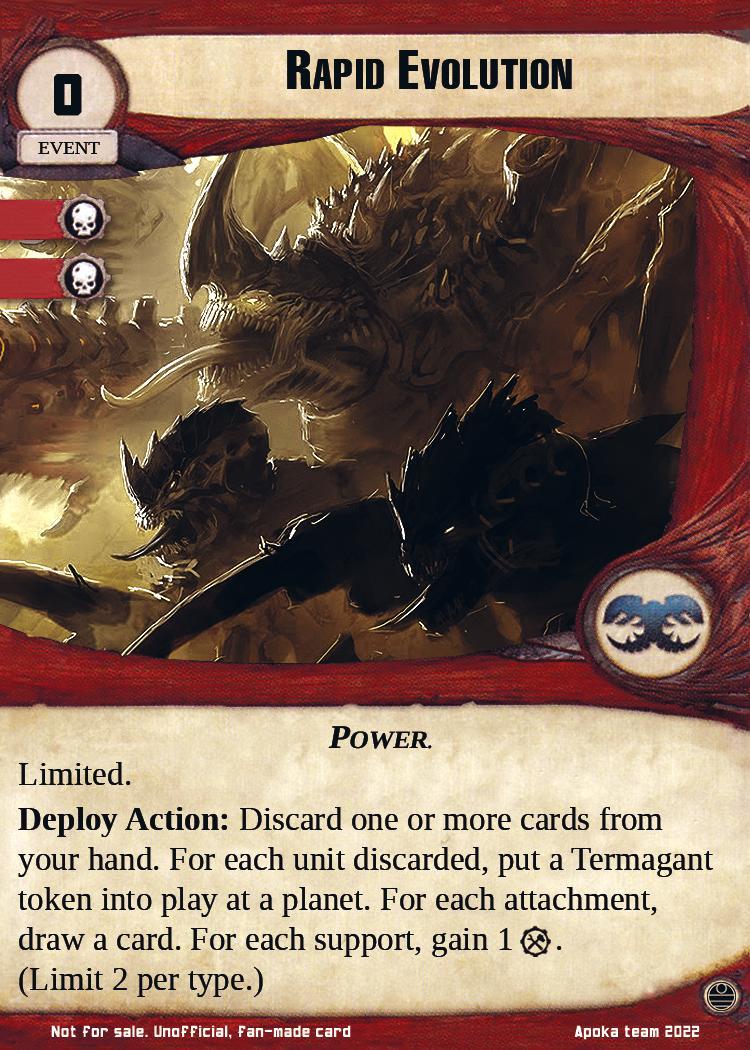 RAPID EVOLUTION
0
EVENT
POWER.
Limited.
Deploy Action: Discard one or more cards from
your hand. For each unit discarded, put a Termagant
token into play at a planet. For each attachment,
draw a card. For each support, gain 1 .
(Limit 2 per type.)
Not for sale. Unofficial, fan-made card
Apoka team 2022